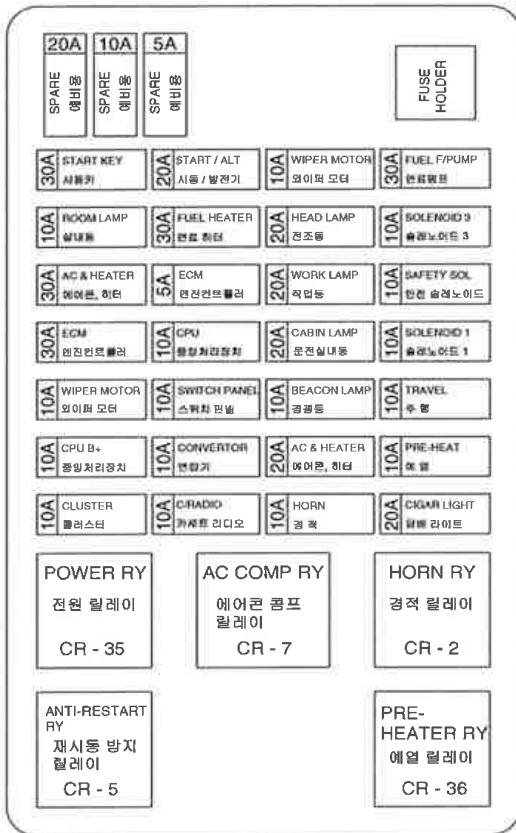 20A 10A 5A
SPARE 예비용
SPARE 예비용
SPARE 예비용
FUSE HOLDER
30A START KEY
시동키
20A START / ALT
시동 / 발전기
10A WIPER MOTOR
와이퍼 모터
30A FUEL F/PUMP
연료펌프
10A ROOM LAMP
실내등
30A FUEL HEATER
연료 히터
20A HEAD LAMP
전조등
10A SOLENOID 3
솔레노이드 3
30A AC & HEATER
에어콘, 히터
5A ECM
엔진컨트롤러
20A WORK LAMP
작업등
10A SAFETY SOL
안전 솔레노이드
30A ECM
엔진컨트롤러
10A CPU
중앙처리장치
20A CABIN LAMP
운전실내등
10A SOLENOID 1
솔레노이드 1
10A WIPER MOTOR
와이퍼 모터
10A SWITCH PANEL
스위치 판넬
10A BEACON LAMP
경광등
10A TRAVEL
주 행
10A CPU B+
중앙처리장치
10A CONVERTOR
변압기
20A AC & HEATER
에어콘, 히터
10A PRE-HEAT
예 열
10A CLUSTER
클러스터
10A C/RADIO
카세트 라디오
10A HORN
경 적
20A CIGAR LIGHT
담배 라이트
POWER RY
전원 릴레이
CR - 35
AC COMP RY
에어콘 콤프
릴레이
CR - 7
HORN RY
경적 릴레이
CR - 2
ANTI-RESTART
RY
재시동 방지
릴레이
CR - 5
PRE-
HEATER RY
예열 릴레이
CR - 36